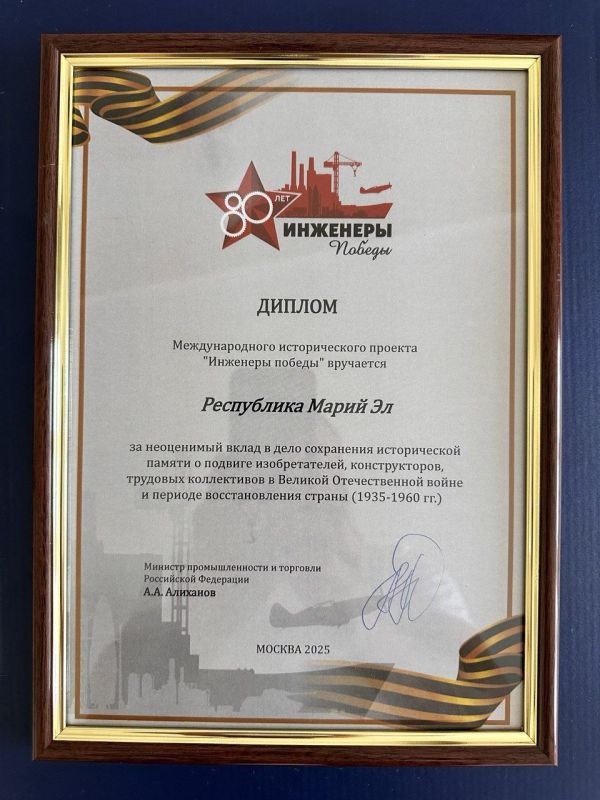 80 ЛЕТ
ИНЖЕНЕРЫ
Победы
ДИПЛОМ
Международного исторического проекта
"Инженеры победы" вручается
Республика Марий Эл
за неоценимый вклад в дело сохранения исторической
памяти о подвиге изобретателей, конструкторов,
трудовых коллективов в Великой Отечественной войне
и периоде восстановления страны (1935-1960 гг.)
Министр промышленности и торговли
Российской Федерации
А.А. Алиханов
МОСКВА 2025